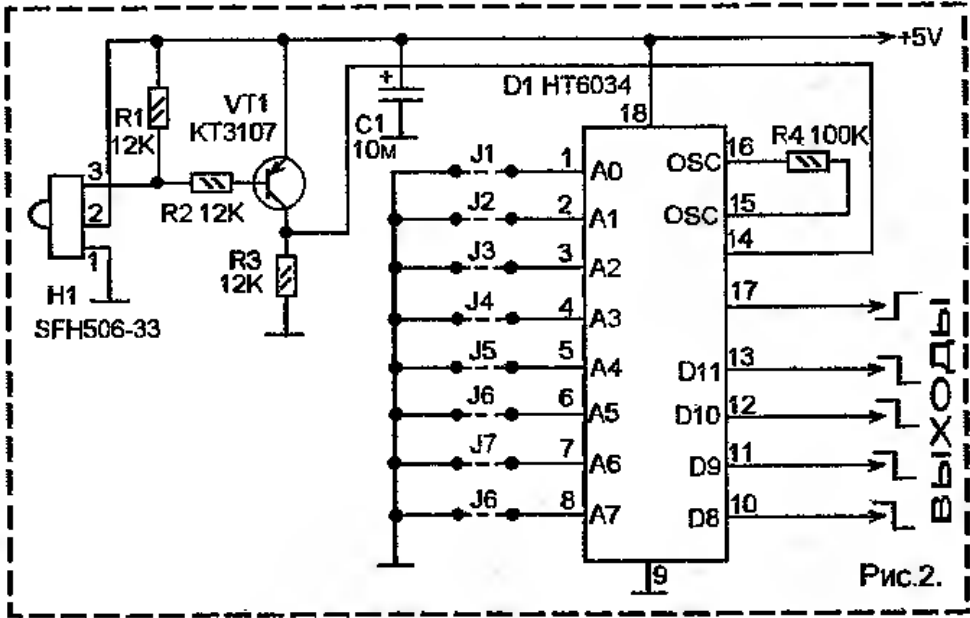 +5V
R1
12K
VT1
КТ3107
+
C1
10м
D1 HT6034
18
R4 100K
3
2
1
R2 12K
R3
12K
H1
SFH506-33
J1
1
A0
J2
2
A1
J3
3
A2
J4
4
A3
J5
5
A4
J6
6
A5
J7
7
A6
J6
8
A7
OSC
16
OSC
15
14
17
D11
13
D10
12
D9
11
D8
10
9
ВЫХОДЫ
Рис.2.